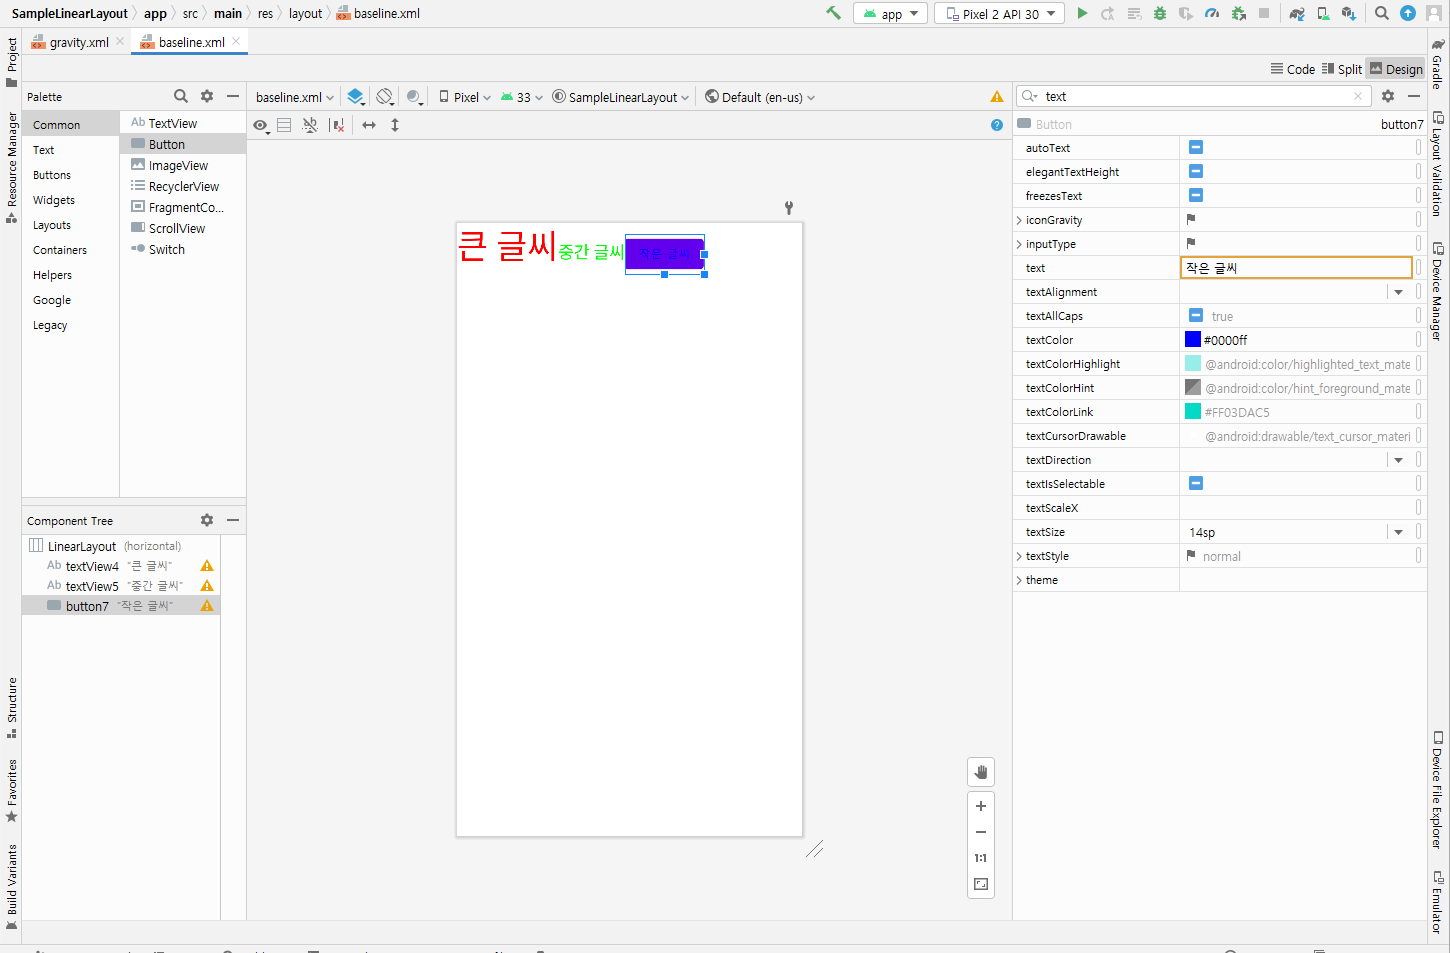 SampleLinearLayout app src main res layout baseline.xml
app Pixel 2 API 30
gravity.xml baseline.xml
Code Split Design
Palette
Common
Text
Buttons
Widgets
Layouts
Containers
Helpers
Google
Legacy
Ab TextView
Button
ImageView
RecyclerView
FragmentCo...
ScrollView
Switch
baseline.xml Pixel 33 SampleLinearLayout Default (en-us)
큰 글씨 중간 글씨 작은 글씨
1:1
Component Tree
LinearLayout (horizontal)
Ab textView4 "큰 글씨"
Ab textView5 "중간 글씨"
button7 "작은 글씨"
text
Button button7
autoText
elegantTextHeight
freezesText
iconGravity
inputType
text 작은 글씨
textAlignment
textAllCaps true
textColor #0000ff
textColorHighlight @android:color/highlighted_text_mate
textColorHint @android:color/hint_foreground_mate
textColorLink #FF03DAC5
textCursorDrawable @android:drawable/text_cursor_materi
textDirection
textIsSelectable
textScaleX
textSize 14sp
textStyle normal
theme
Project
Resource Manager
Structure
Favorites
Build Variants
Gradle
Layout Validation
Device Manager
Device File Explorer
Emulator